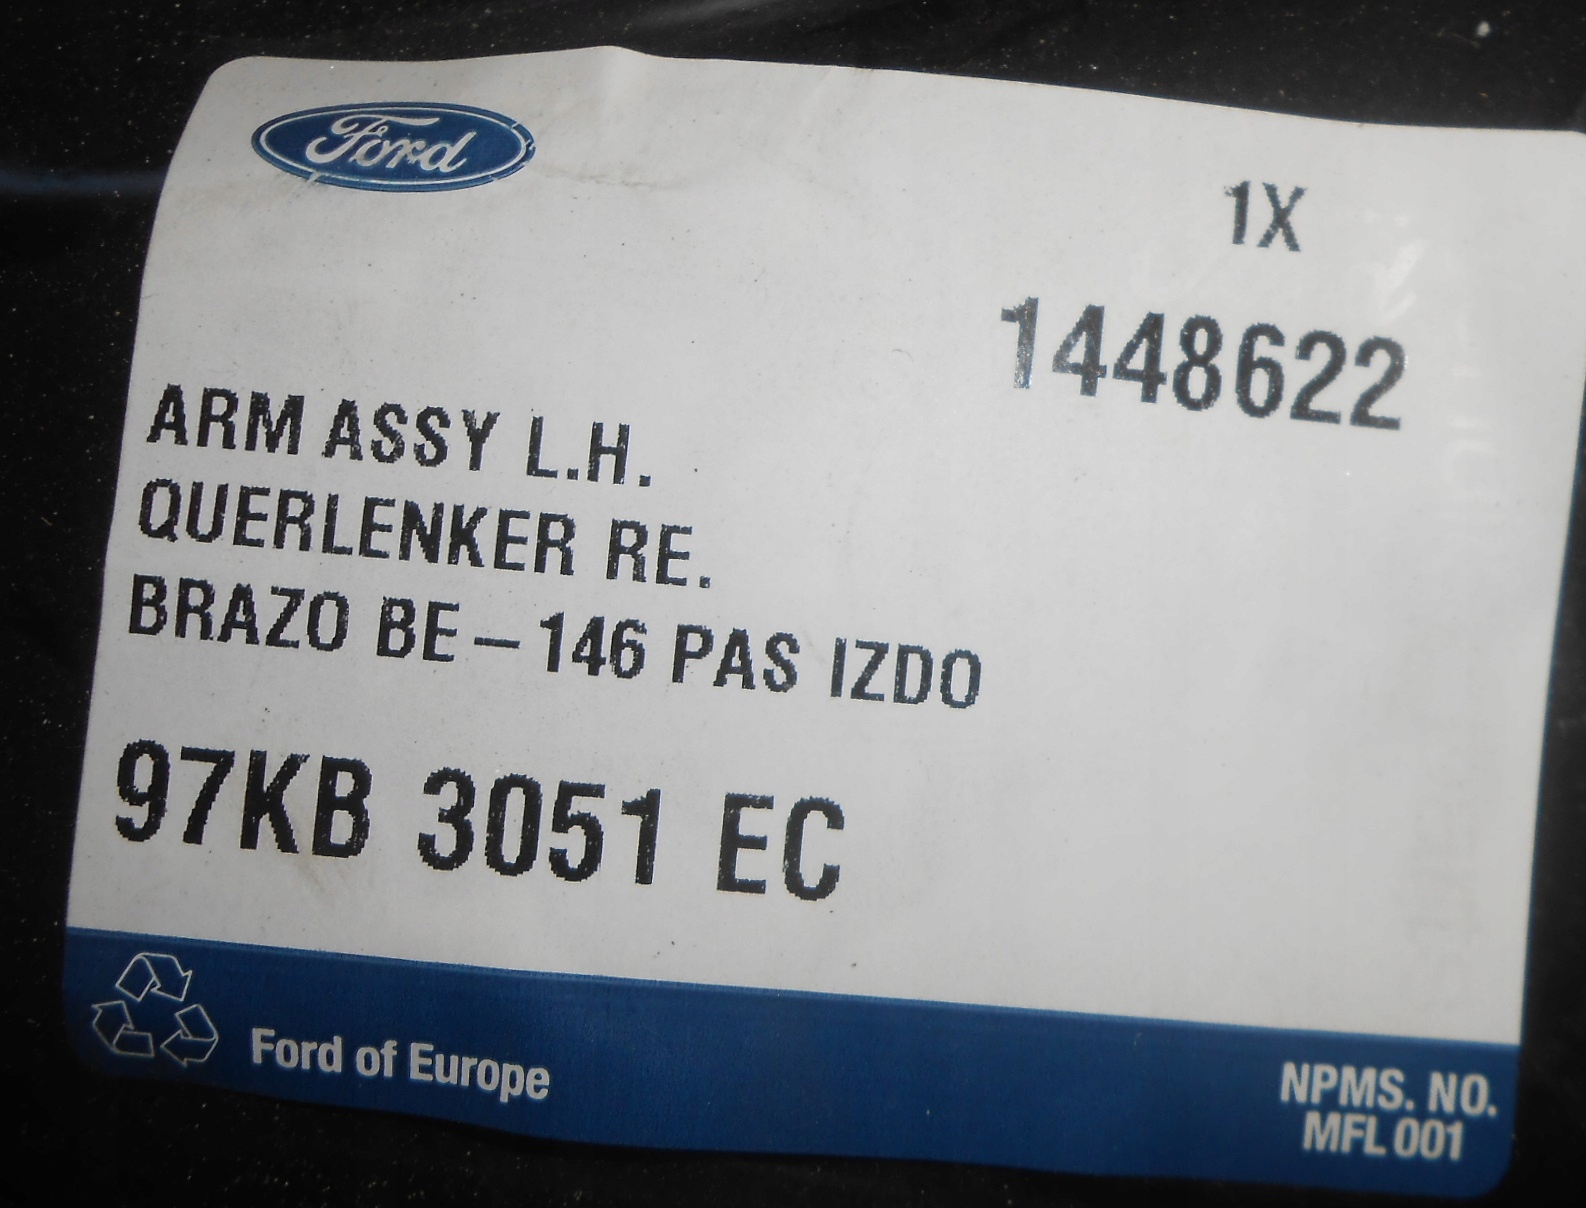 Ford
1X
1448622
ARM ASSY L.H.
QUERLENKER RE.
BRAZO BE-146 PAS IZDO
97KB 3051 EC
Ford of Europe
NPMS. NO.
MFL 001